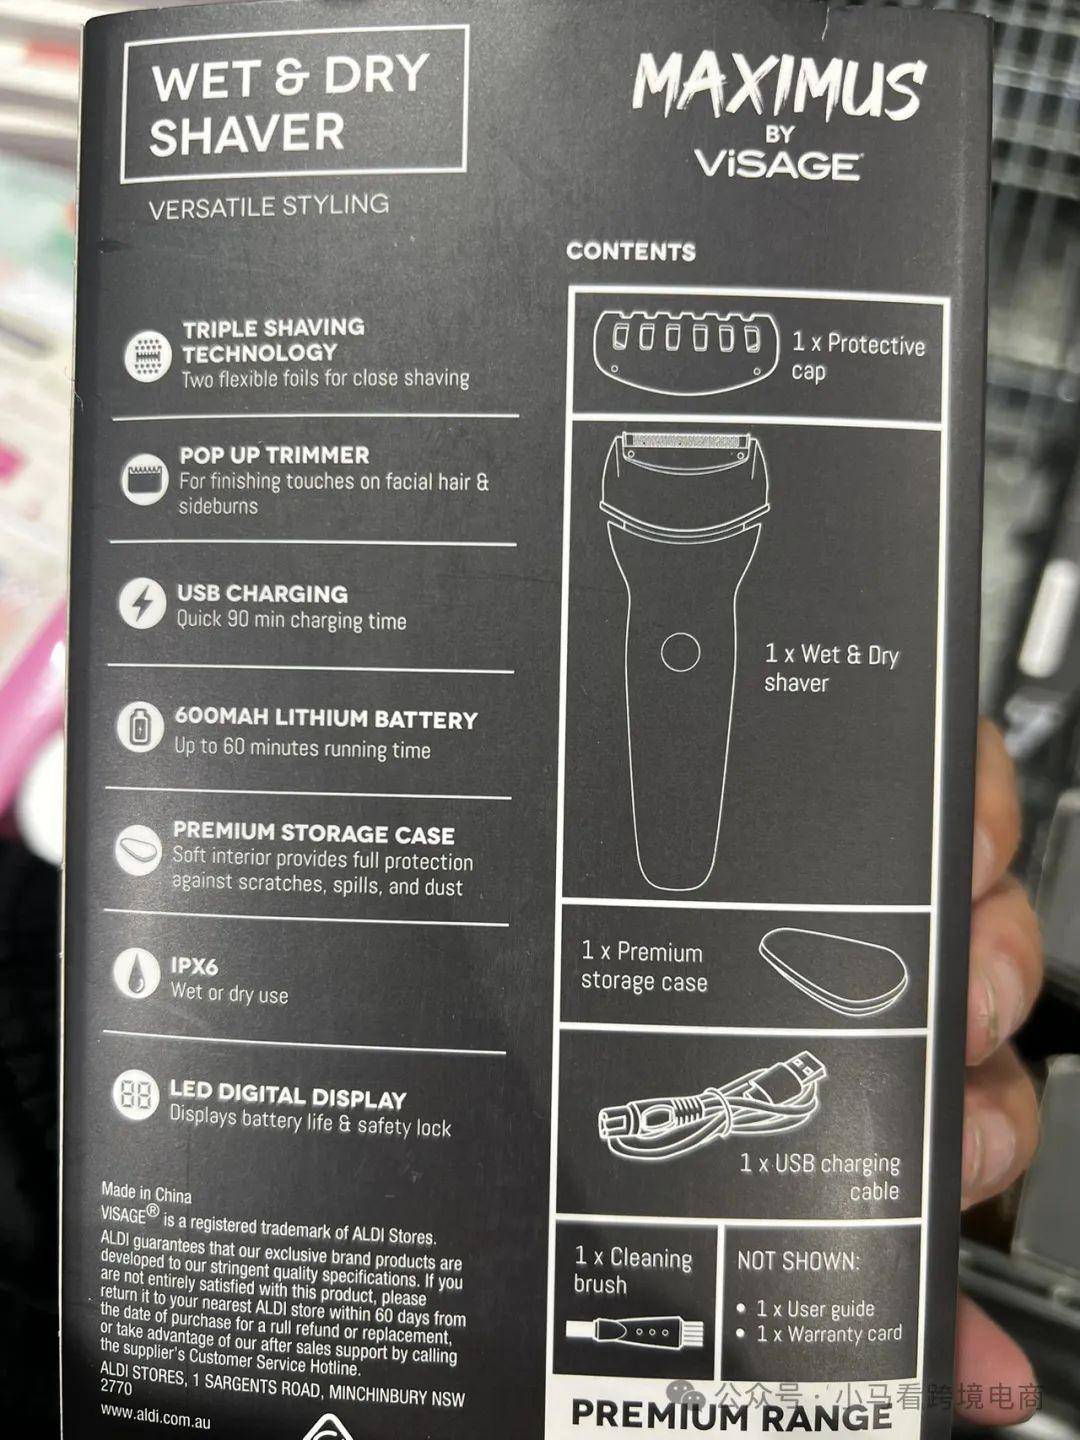 WET & DRY
SHAVER
VERSATILE STYLING
MAXIMUS
BY
ViSAGE
TRIPLE SHAVING
TECHNOLOGY
Two flexible foils for close shaving
POP UP TRIMMER
For finishing touches on facial hair &
sideburns
USB CHARGING
Quick 90 min charging time
600MAH LITHIUM BATTERY
Up to 60 minutes running time
PREMIUM STORAGE CASE
Soft interior provides full protection
against scratches, spills, and dust
IPX6
Wet or dry use
LED DIGITAL DISPLAY
Displays battery life & safety lock
Made in China
VISAGE® is a registered trademark of ALDI Stores.
ALDI guarantees that our exclusive brand products are
developed to our stringent quality specifications. If you
are not entirely satisfied with this product, please
return it to your nearest ALDI store within 60 days from
the date of purchase for a rull refund or replacement,
or take advantage of our after sales support by calling
the supplier's Customer Service Hotline.
ALDI STORES, 1 SARGENTS ROAD, MINCHINBURY NSW
2770
www.aldi.com.au
CONTENTS
1 x Protective
cap
1 x Wet & Dry
shaver
1 x Premium
storage case
1 x USB charging
cable
1 x Cleaning
brush
NOT SHOWN:
• 1 x User guide
• 1 x Warranty card
PREMIUM RANGE
公众号 · 小马看跨境电商